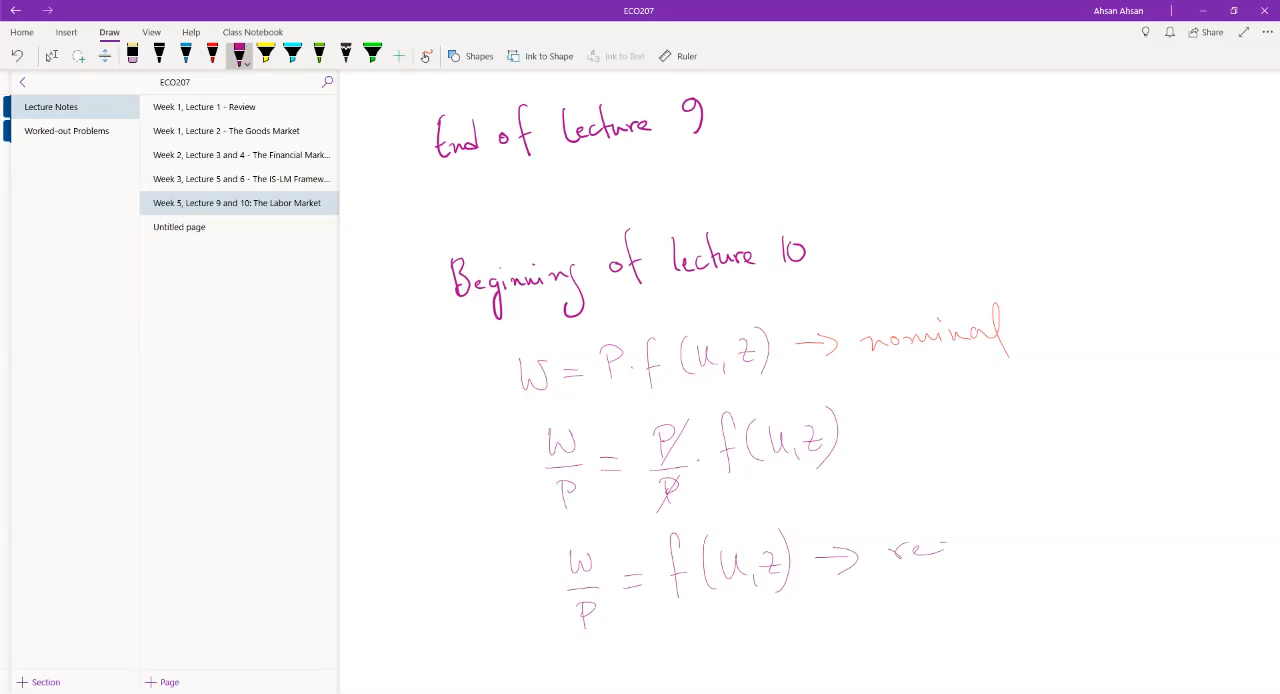 ECO207
Ahsan Ahsan
Home Insert Draw View Help Class Notebook
Share
Shapes Ink to Shape Ink to Text Ruler
ECO207
Lecture Notes
Worked-out Problems
Week 1, Lecture 1 - Review
Week 1, Lecture 2 - The Goods Market
Week 2, Lecture 3 and 4 - The Financial Mark...
Week 3, Lecture 5 and 6 - The IS-LM Framew...
Week 5, Lecture 9 and 10: The Labor Market
Untitled page
+ Section
+ Page
End of lecture 9
Beginning of lecture 10
W = P . f (u, z) → nominal
W/P = P/P . f (u, z)
W/P = f (u, z) → re